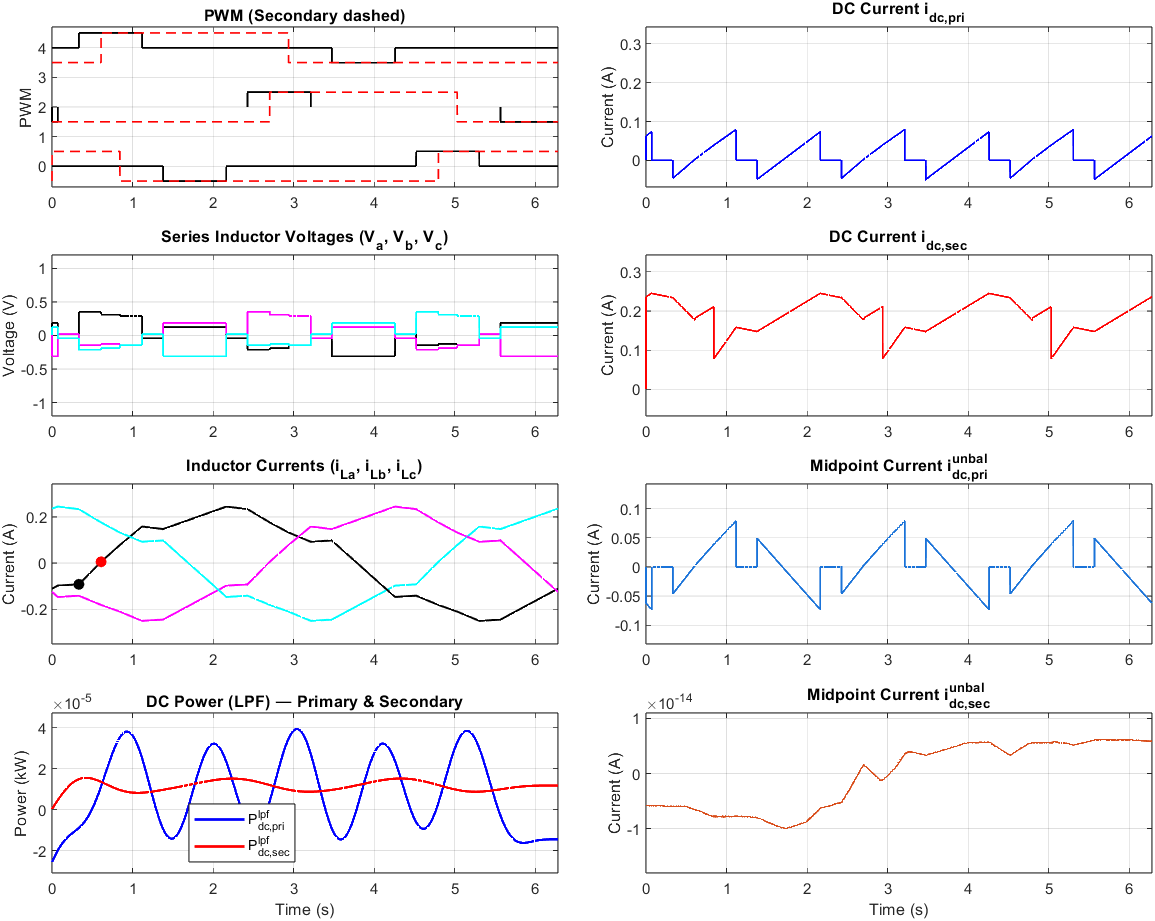 PWM (Secondary dashed)
PWM
4
3
2
1
0
0 1 2 3 4 5 6
DC Current i_dc,pri
Current (A)
0.3
0.2
0.1
0
0 1 2 3 4 5 6
Series Inductor Voltages (V_a, V_b, V_c)
Voltage (V)
1
0.5
0
-0.5
-1
0 1 2 3 4 5 6
DC Current i_dc,sec
Current (A)
0.3
0.2
0.1
0
0 1 2 3 4 5 6
Inductor Currents (i_La, i_Lb, i_Lc)
Current (A)
0.2
0
-0.2
0 1 2 3 4 5 6
Midpoint Current i_dc,pri^unbal
Current (A)
0.1
0.05
0
-0.05
-0.1
0 1 2 3 4 5 6
DC Power (LPF) — Primary & Secondary
×10^-5
Power (kW)
4
2
0
-2
P_dc,pri^lpf
P_dc,sec^lpf
0 1 2 3 4 5 6
Time (s)
Midpoint Current i_dc,sec^unbal
×10^-14
Current (A)
1
0
-1
0 1 2 3 4 5 6
Time (s)